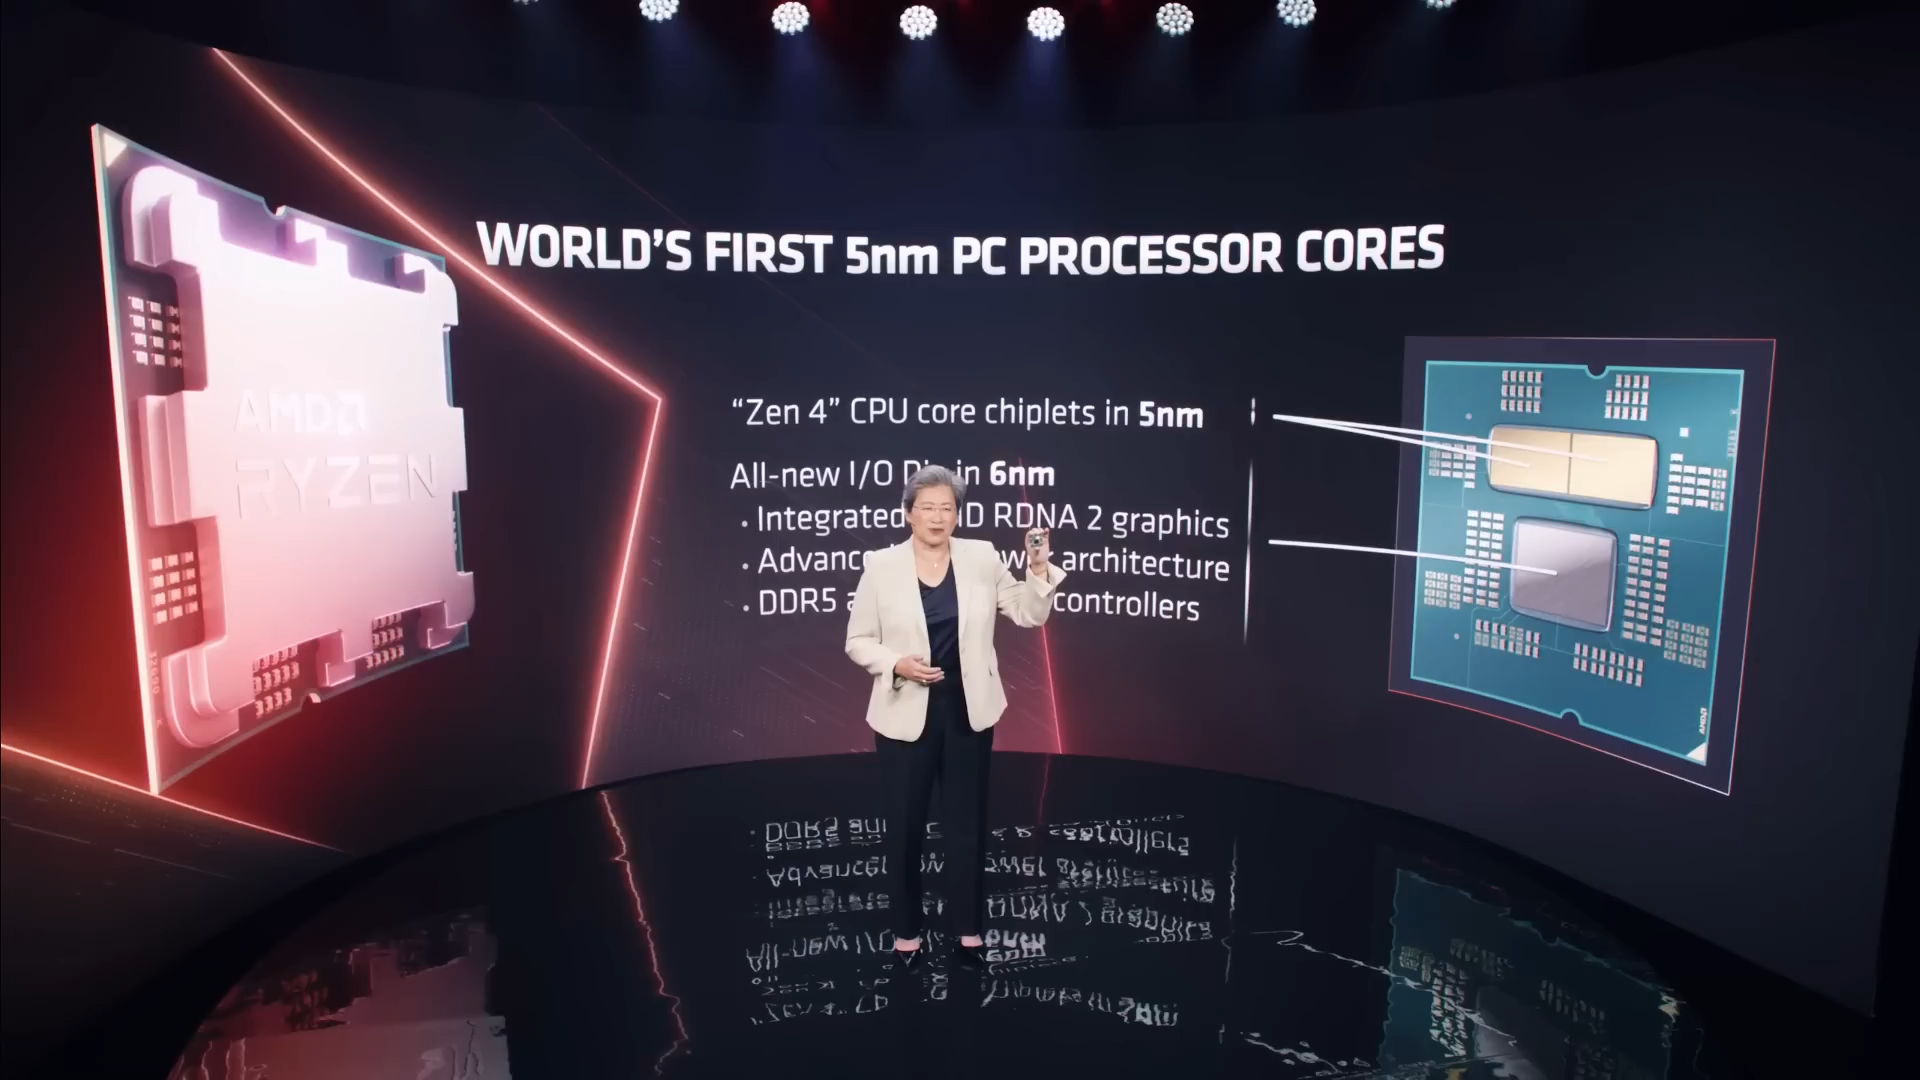 WORLD'S FIRST 5nm PC PROCESSOR CORES
AMD
RYZEN
“Zen 4” CPU core chiplets in 5nm
All-new I/O in 6nm
• Integrated RDNA 2 graphics
• architecture
• DDR5 controllers
AMD